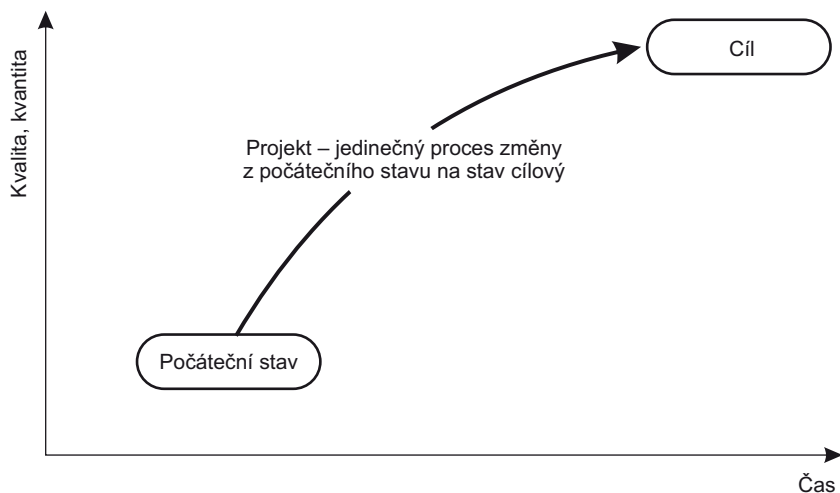 Kvalita, kvantita
Cíl
Projekt – jedinečný proces změny
z počátečního stavu na stav cílový
Počáteční stav
Čas